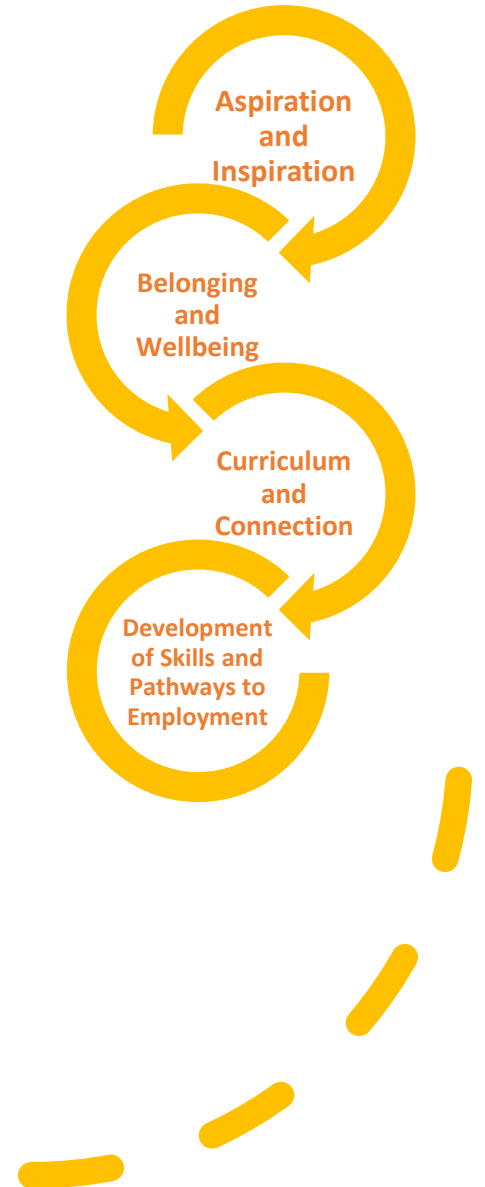 Aspiration
and
Inspiration
Belonging
and
Wellbeing
Curriculum
and
Connection
Development
of Skills and
Pathways to
Employment